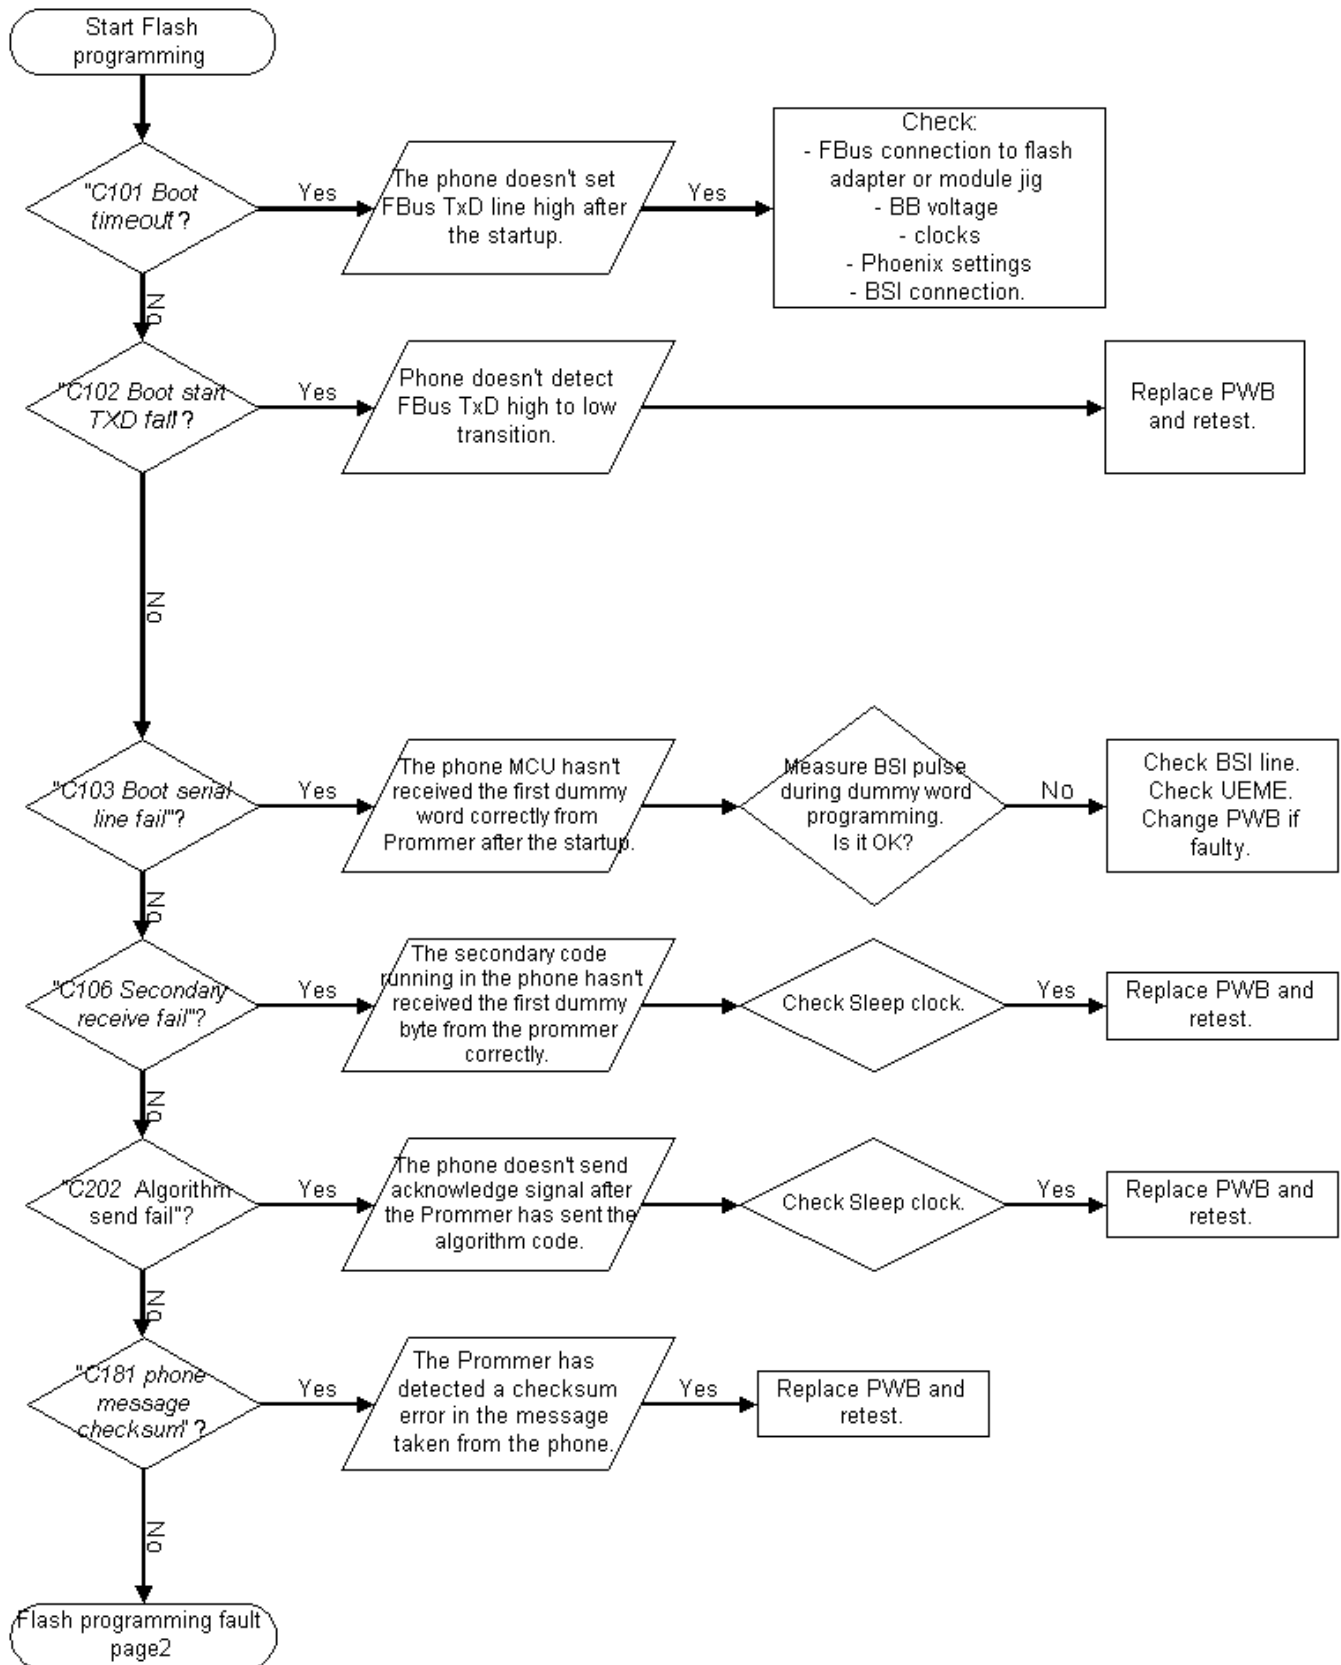 Start Flash
programming
"C101 Boot
timeout"?
Yes
The phone doesn't set
FBus TxD line high after
the startup.
Yes
Check:
- FBus connection to flash
adapter or module jig
- BB voltage
- clocks
- Phoenix settings
- BSI connection.
No
"C102 Boot start
TXD fail"?
Yes
Phone doesn't detect
FBus TxD high to low
transition.
Replace PWB
and retest.
No
"C103 Boot serial
line fail"?
Yes
The phone MCU hasn't
received the first dummy
word correctly from
Prommer after the startup.
Measure BSI pulse
during dummy word
programming.
Is it OK?
No
Check BSI line.
Check UEME.
Change PWB if
faulty.
No
"C106 Secondary
receive fail"?
Yes
The secondary code
running in the phone hasn't
received the first dummy
byte from the prommer
correctly.
Check Sleep clock.
Yes
Replace PWB and
retest.
No
"C202 Algorithm
send fail"?
Yes
The phone doesn't send
acknowledge signal after
the Prommer has sent the
algorithm code.
Check Sleep clock.
Yes
Replace PWB and
retest.
No
"C181 phone
message
checksum" ?
Yes
The Prommer has
detected a checksum
error in the message
taken from the phone.
Yes
Replace PWB and
retest.
No
Flash programming fault
page2